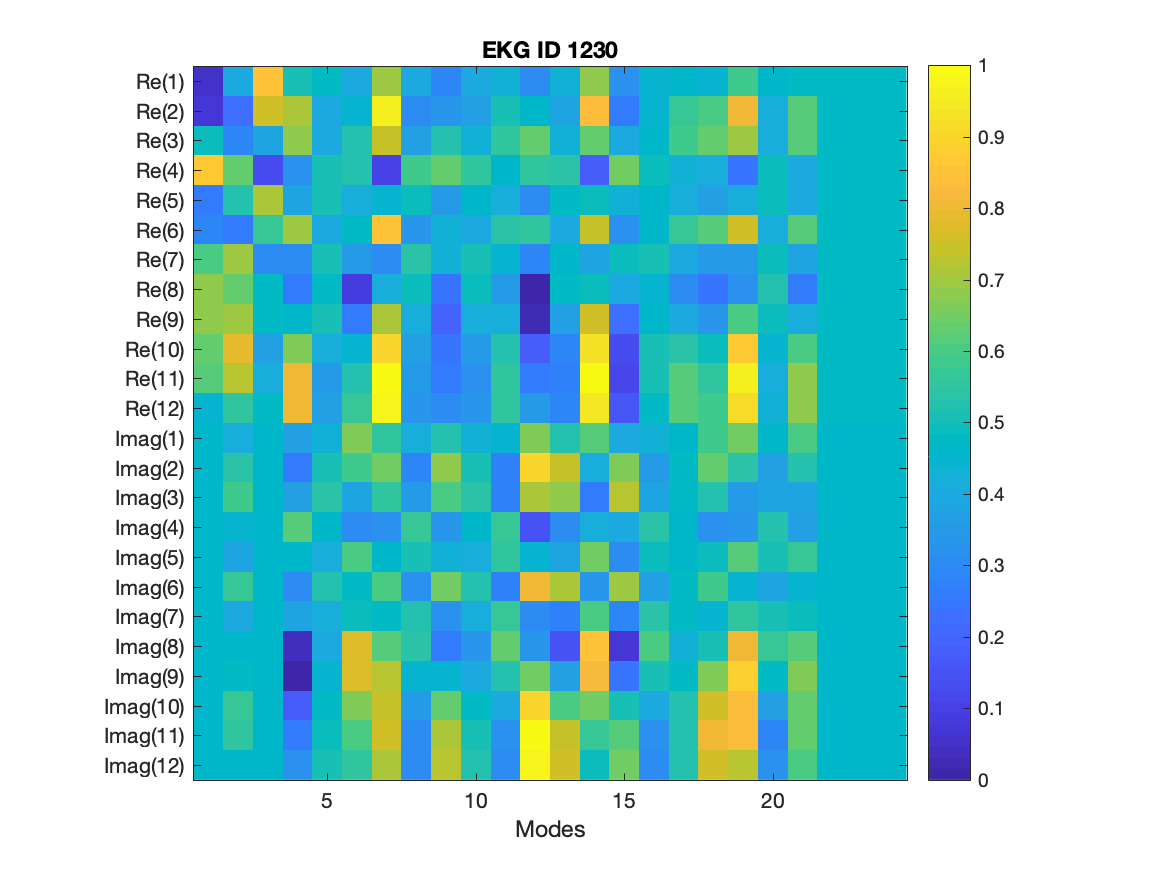 EKG ID 1230
Re(1)
Re(2)
Re(3)
Re(4)
Re(5)
Re(6)
Re(7)
Re(8)
Re(9)
Re(10)
Re(11)
Re(12)
Imag(1)
Imag(2)
Imag(3)
Imag(4)
Imag(5)
Imag(6)
Imag(7)
Imag(8)
Imag(9)
Imag(10)
Imag(11)
Imag(12)
5 10 15 20
Modes
1
0.9
0.8
0.7
0.6
0.5
0.4
0.3
0.2
0.1
0